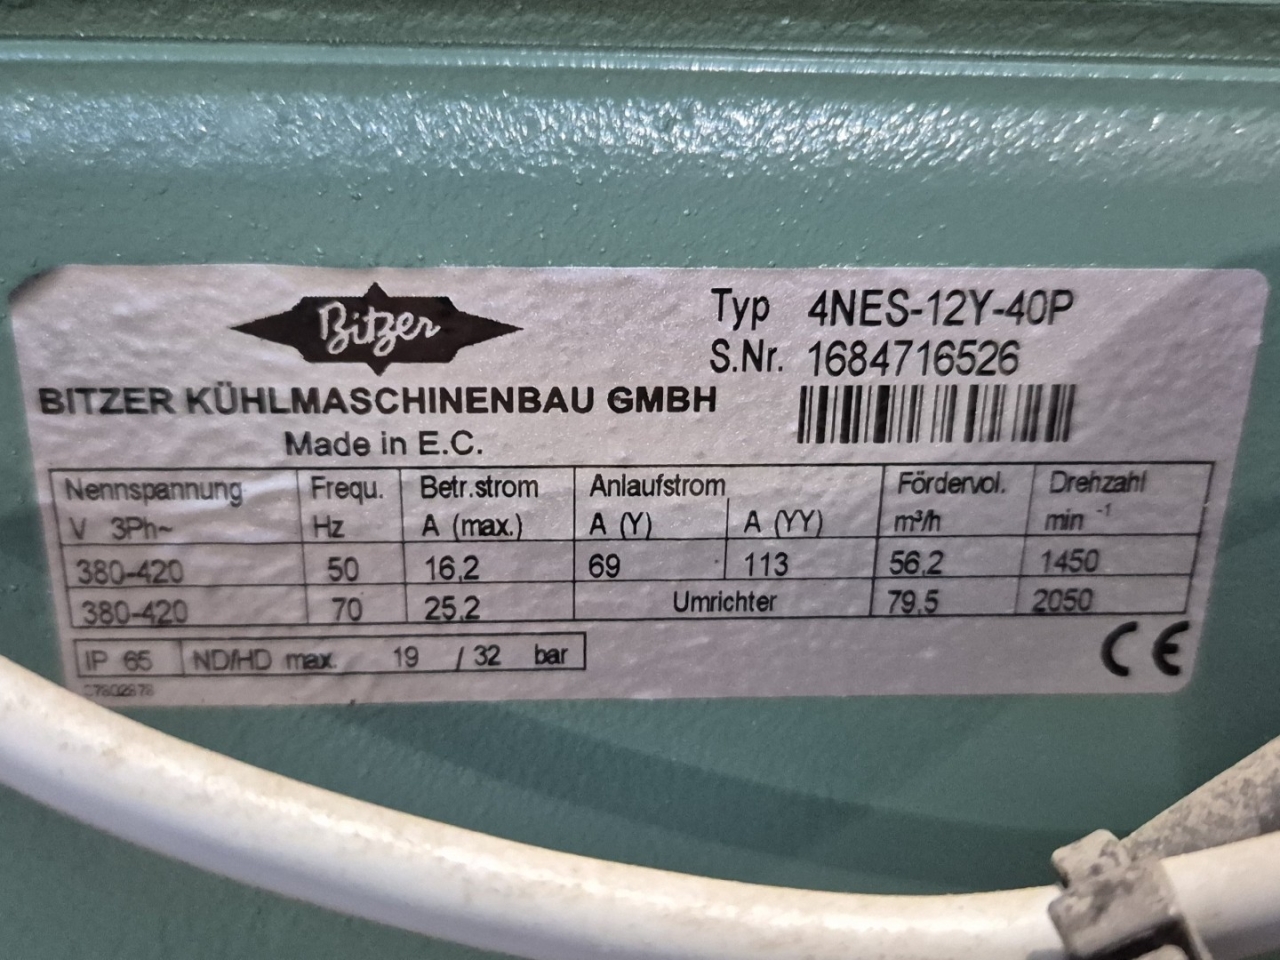 Bitzer
Typ 4NES-12Y-40P
S.Nr. 1684716526
BITZER KÜHLMASCHINENBAU GMBH
Made in E.C.
Nennspannung Frequ. Betr.strom Anlaufstrom Fördervol. Drehzahl
V 3Ph~ Hz A (max.) A (Y) A (YY) m³/h min -1
380-420 50 16,2 69 113 56,2 1450
380-420 70 25,2 Umrichter 79,5 2050
IP 65 ND/HD max. 19 / 32 bar
CE